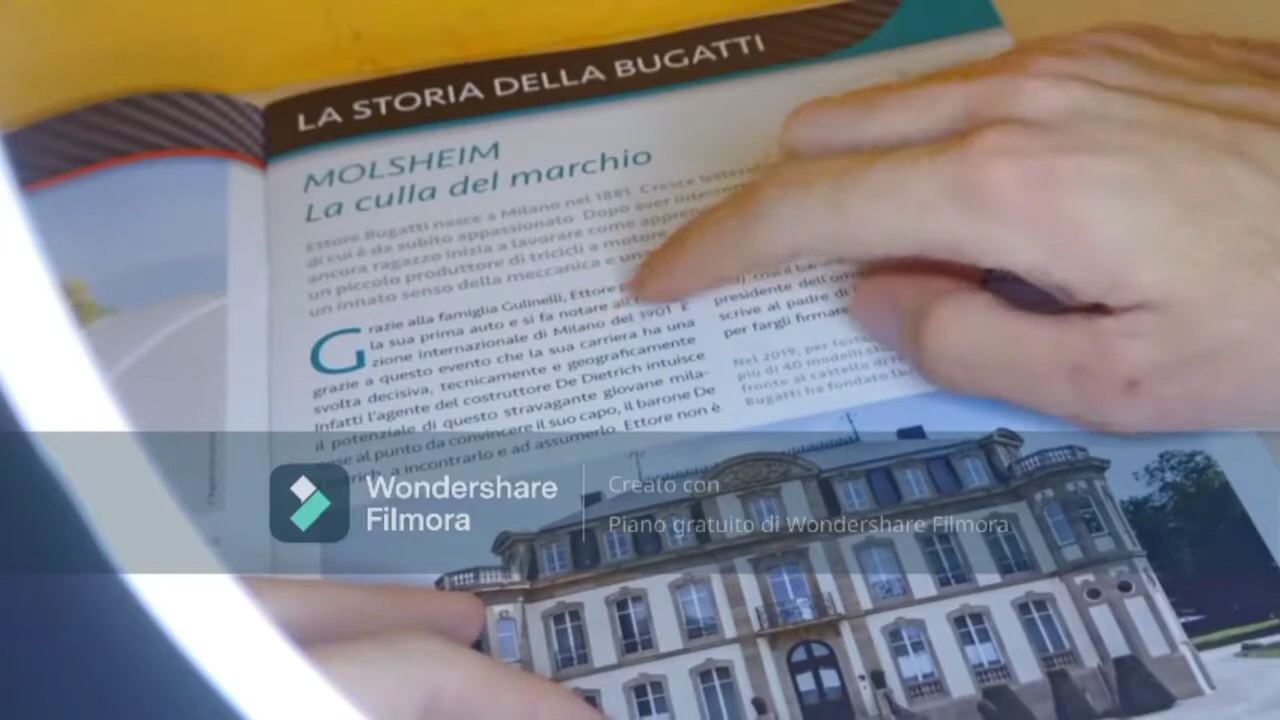 LA STORIA DELLA BUGATTI
MOLSHEIM
La culla del marchio
Ettore Bugatti nasce a Milano nel 1881. Cresce
di cui è da subito appassionato. Dopo aver
ancora ragazzo inizia a lavorare come
un piccolo produttore di tricicli a motore
un innato senso della meccanica e
Grazie alla famiglia Gulinelli, Ettore
la sua prima auto e si fa notare
zione internazionale di Milano del 1901 È
grazie a questo evento che la sua carriera ha una
svolta decisiva, tecnicamente e geograficamente
Infatti l'agente del costruttore De Dietrich intuisce
il potenziale di questo stravagante giovane mila-
al punto da convincere il suo capo, il barone De
a incontrarlo e ad assumerlo. Ettore non è
il
presidente dell'
scrive al padre di
per fargli firmare
Nel 2019, per
più di 40 modelli
fronte al castello di
Bugatti ha fondato
Wondershare
Filmora
Creato con
Piano gratuito di Wondershare Filmora